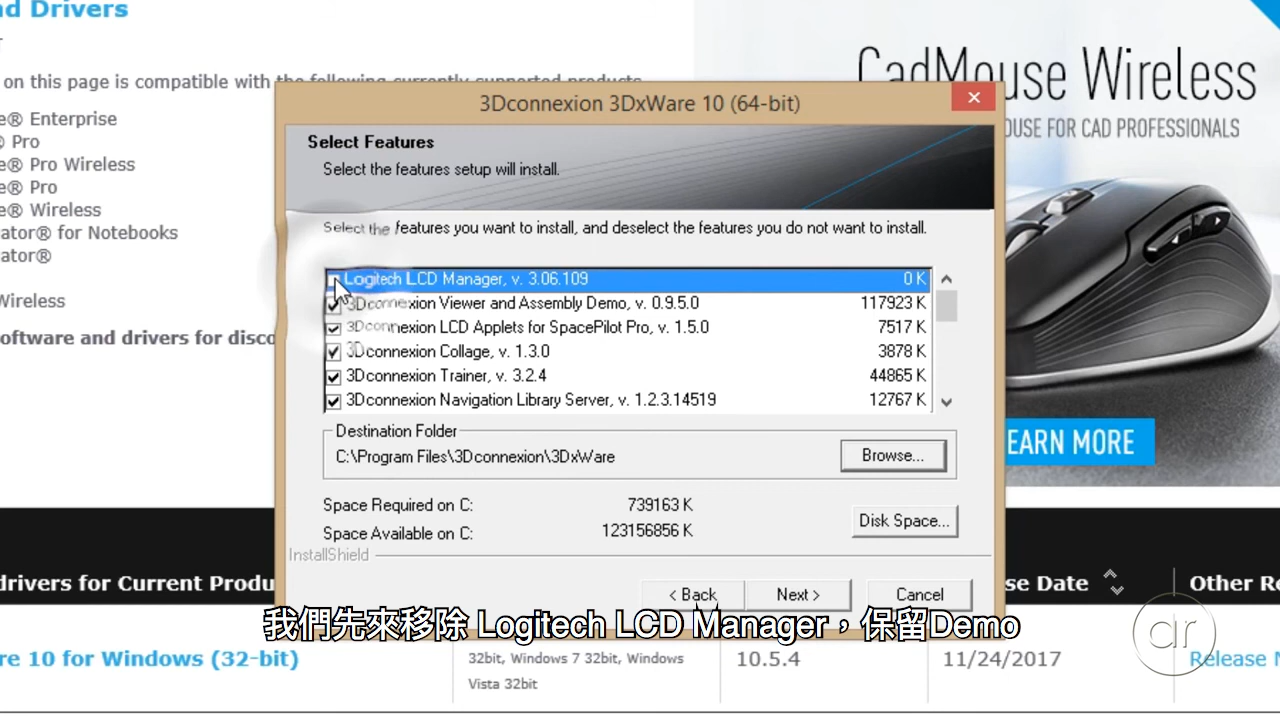 d Drivers
on this page is compatible with the following currently supported products
e® Enterprise
® Pro
e® Pro Wireless
e® Pro
e® Wireless
ator® for Notebooks
ator®
Wireless
oftware and drivers for disco
CadMouse Wireless
OUSE FOR CAD PROFESSIONALS
EARN MORE
3Dconnexion 3DxWare 10 (64-bit)
Select Features
Select the features setup will install.
Select the features you want to install, and deselect the features you do not want to install.
Logitech LCD Manager, v. 3.06.109 0 K
3Dconnexion Viewer and Assembly Demo, v. 0.9.5.0 117923 K
3Dconnexion LCD Applets for SpacePilot Pro, v. 1.5.0 7517 K
3Dconnexion Collage, v. 1.3.0 3878 K
3Dconnexion Trainer, v. 3.2.4 44865 K
3Dconnexion Navigation Library Server, v. 1.2.3.14519 12767 K
Destination Folder
C:\Program Files\3Dconnexion\3DxWare
Browse...
Space Required on C: 739163 K
Space Available on C: 123156856 K
Disk Space...
InstallShield
< Back Next > Cancel
drivers for Current Produ
se Date
Other Re
我們先來移除 Logitech LCD Manager，保留Demo
re 10 for Windows (32-bit)
32bit, Windows 7 32bit, Windows
Vista 32bit
10.5.4
11/24/2017
Release N
ar